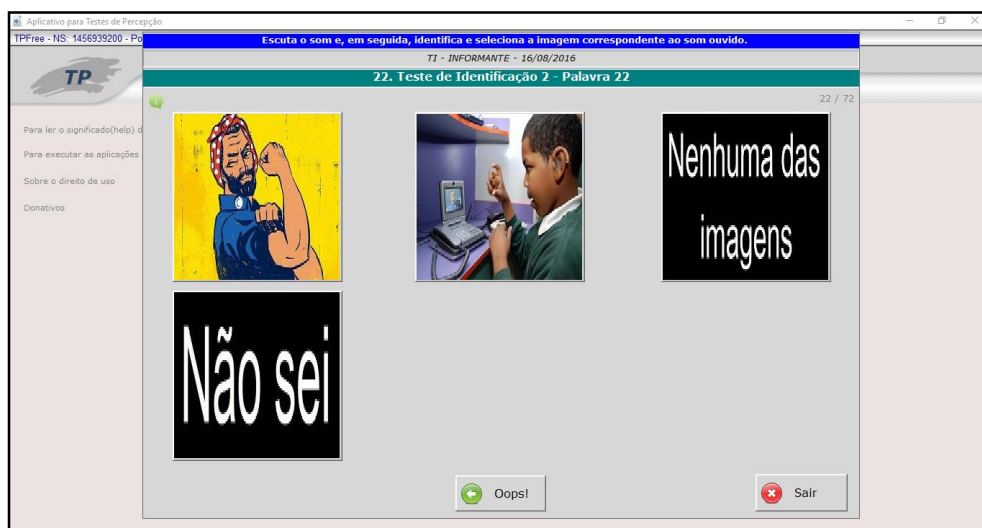 Aplicativo para Testes de Percepção
TPFree - NS: 1456939200 - Po
Escuta o som e, em seguida, identifica e seleciona a imagem correspondente ao som ouvido.
TI - INFORMANTE - 16/08/2016
22. Teste de Identificação 2 - Palavra 22
TP
22 / 72
Para ler o significado(help) d
Para executar as aplicações
Sobre o direito de uso
Donativos
Nenhuma das
imagens
Não sei
Oops!
Sair